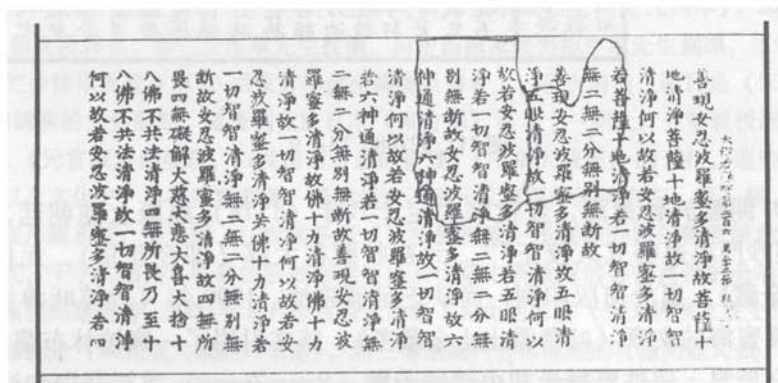 善現安忍波羅蜜多清淨故菩薩十
地清淨菩薩十地清淨故一切智智
清淨何以故若安忍波羅蜜多清淨
若菩薩十地清淨若一切智智清淨
無二無二分無別無斷故
善現安忍波羅蜜多清淨故五眼清
淨五眼清淨故一切智智清淨何以
故若安忍波羅蜜多清淨若五眼清
淨若一切智智清淨無二無二分無
別無斷故安忍波羅蜜多清淨故六
神通清淨六神通清淨故一切智智
清淨何以故若安忍波羅蜜多清淨
若六神通清淨若一切智智清淨無
二無二分無別無斷故善現安忍波
羅蜜多清淨故佛十力清淨佛十力
清淨故一切智智清淨何以故若安
忍波羅蜜多清淨若佛十力清淨若
一切智智清淨無二無二分無別無
斷故安忍波羅蜜多清淨故四無所
畏四無礙解大慈大悲大喜大捨十
八佛不共法清淨四無所畏乃至十
八佛不共法清淨故一切智智清淨
何以故若安忍波羅蜜多清淨若